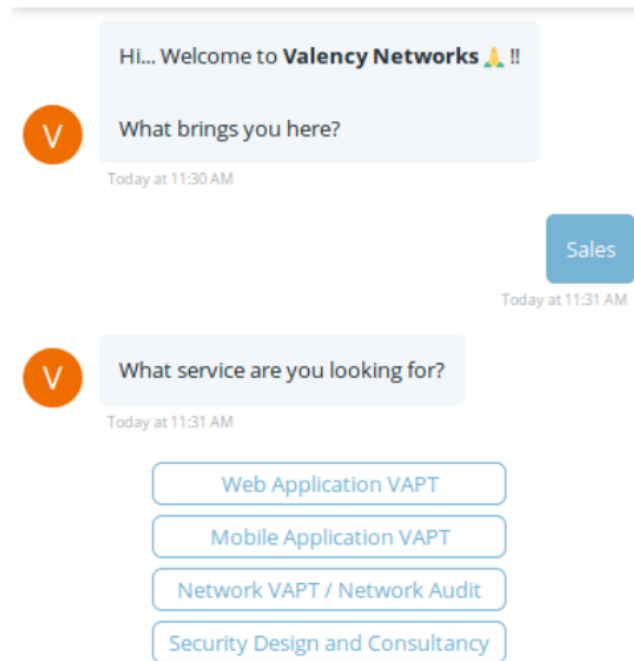 Hi... Welcome to Valency Networks🙏 !!
What brings you here?
V
Today at 11:30 AM
Sales
Today at 11:31 AM
What service are you looking for?
V
Today at 11:31 AM
Web Application VAPT
Mobile Application VAPT
Network VAPT / Network Audit
Security Design and Consultancy